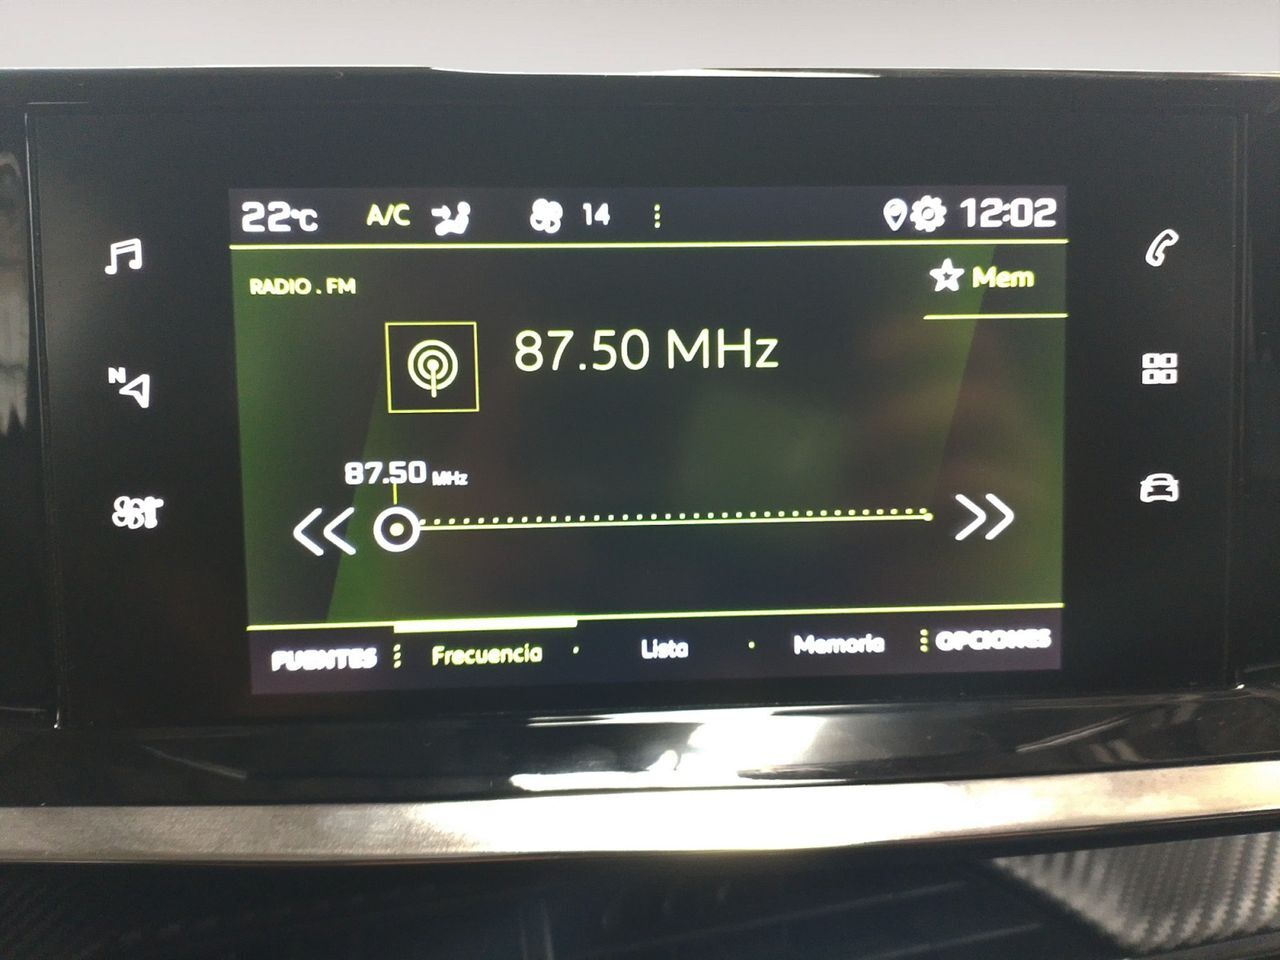 22°C A/C 14 12:02
RADIO . FM Mem
87.50 MHz
87.50 MHz
N
FUENTES Frecuencia Lista Memoria OPCIONES